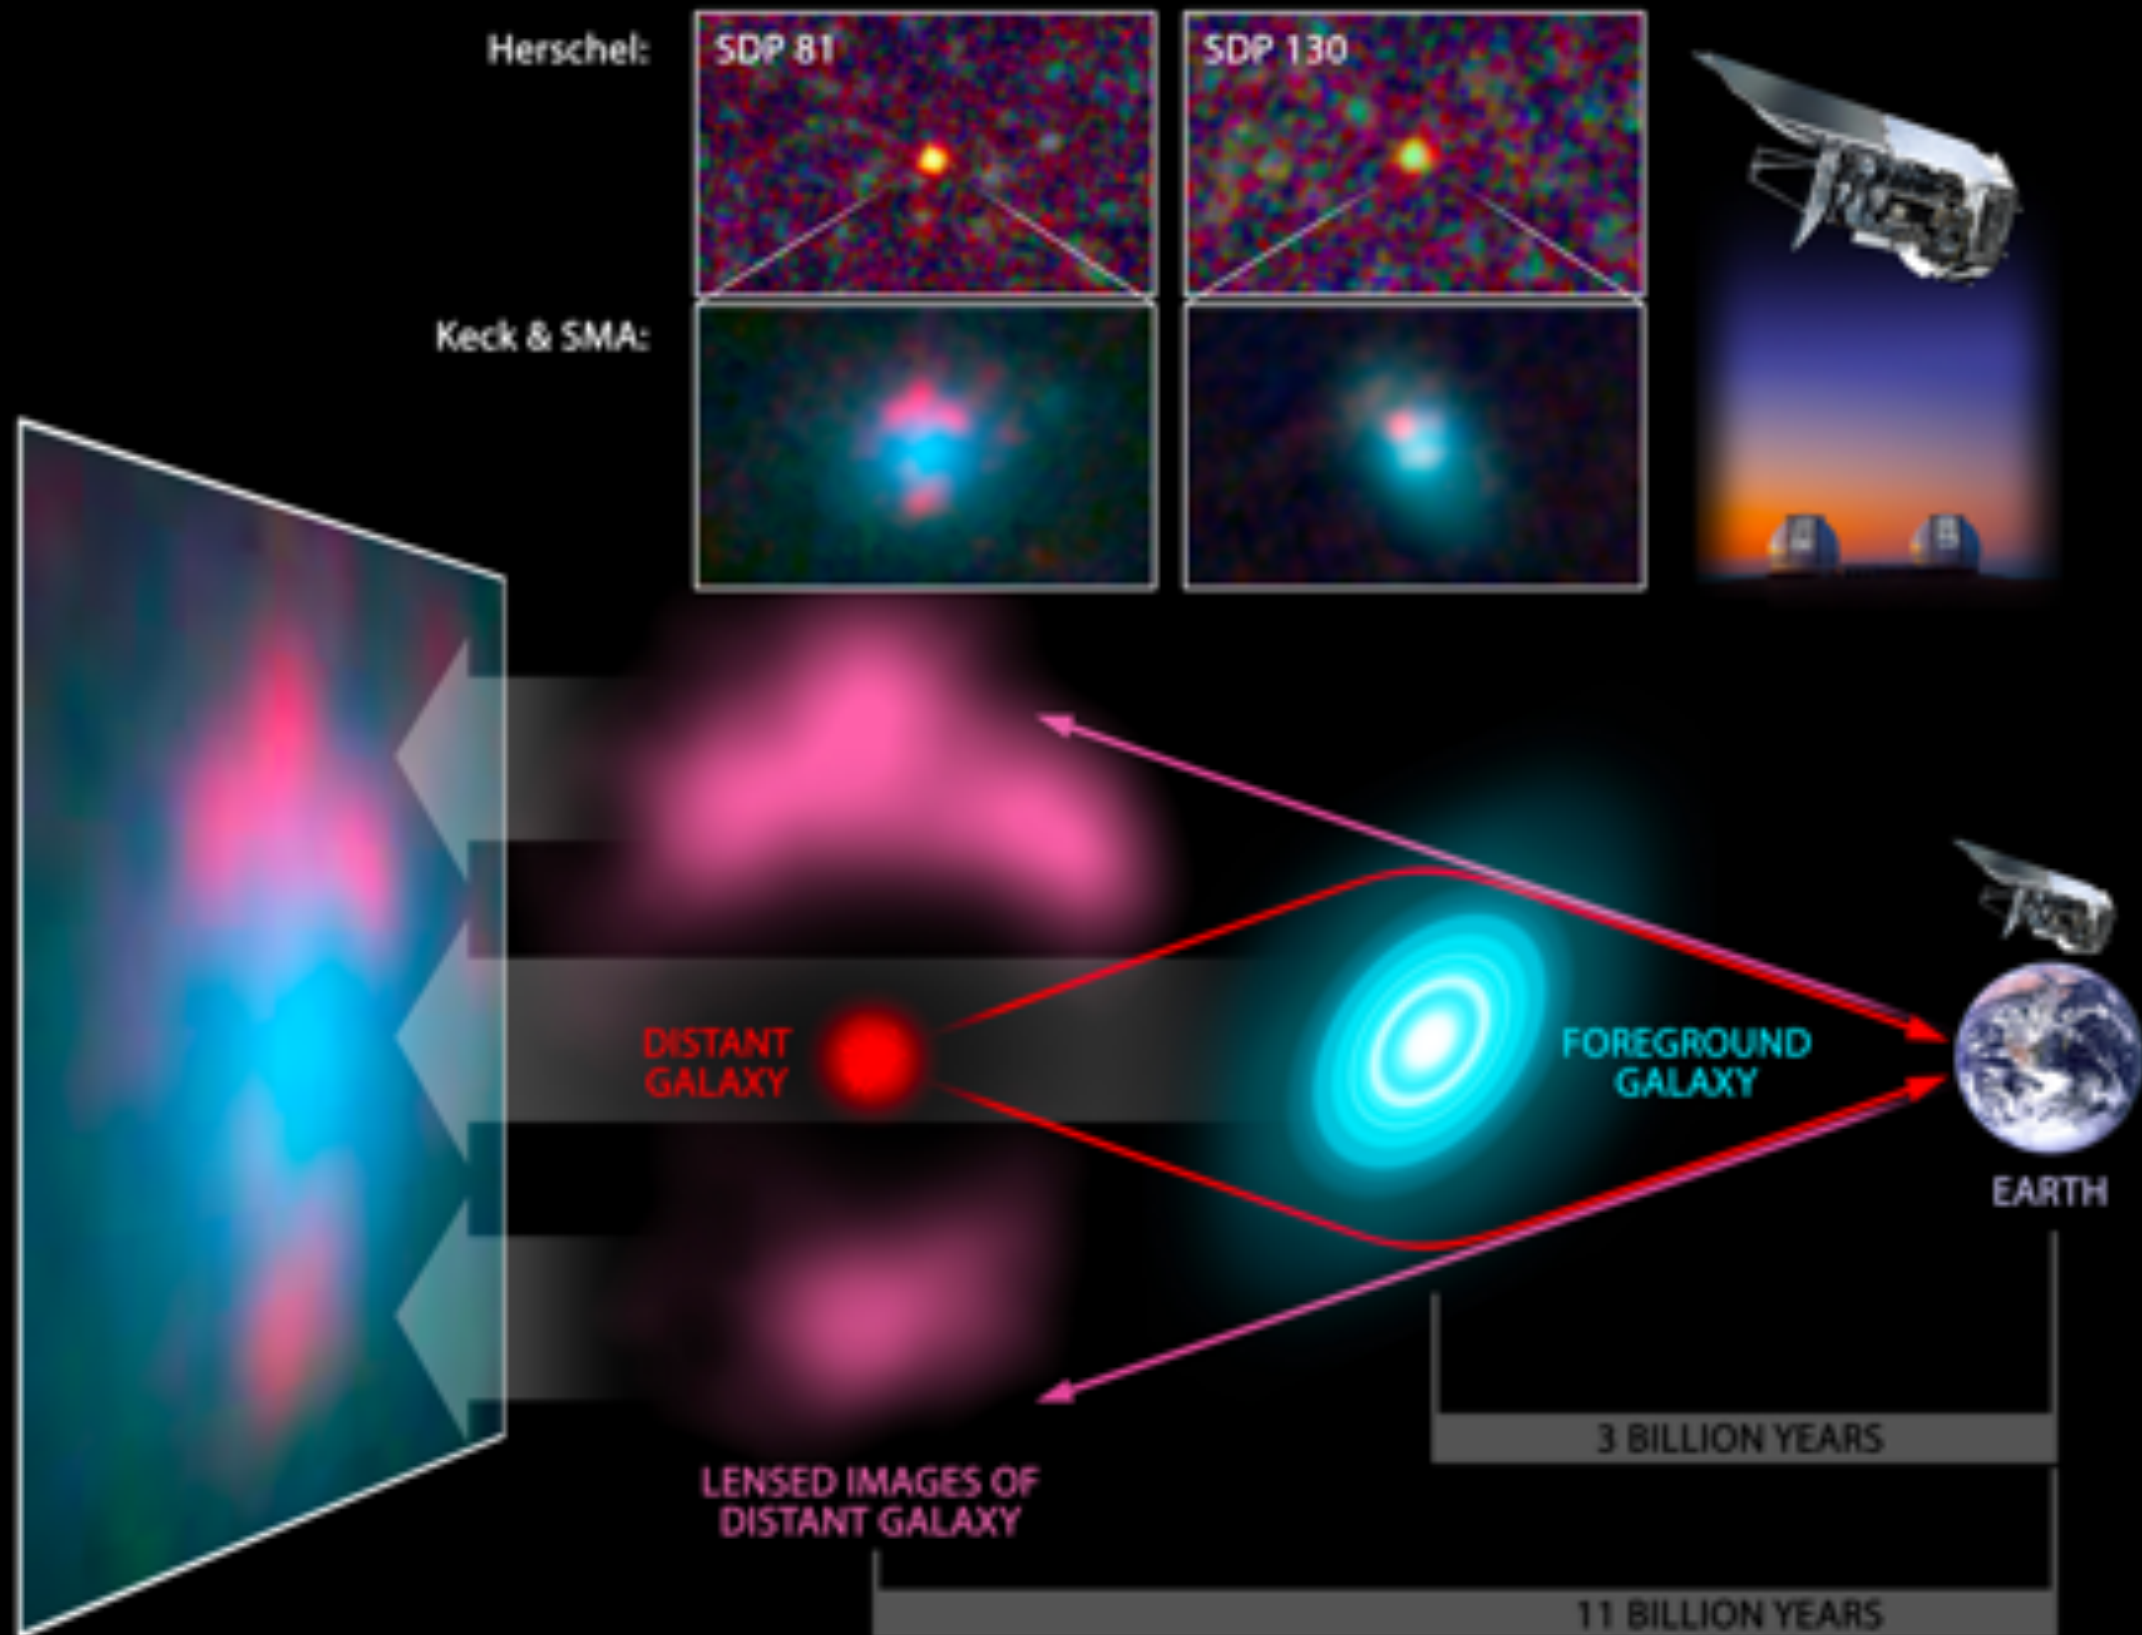 Herschel:
SDP 81
SDP 130
Keck & SMA:
DISTANT
GALAXY
FOREGROUND
GALAXY
EARTH
3 BILLION YEARS
LENSED IMAGES OF
DISTANT GALAXY
11 BILLION YEARS